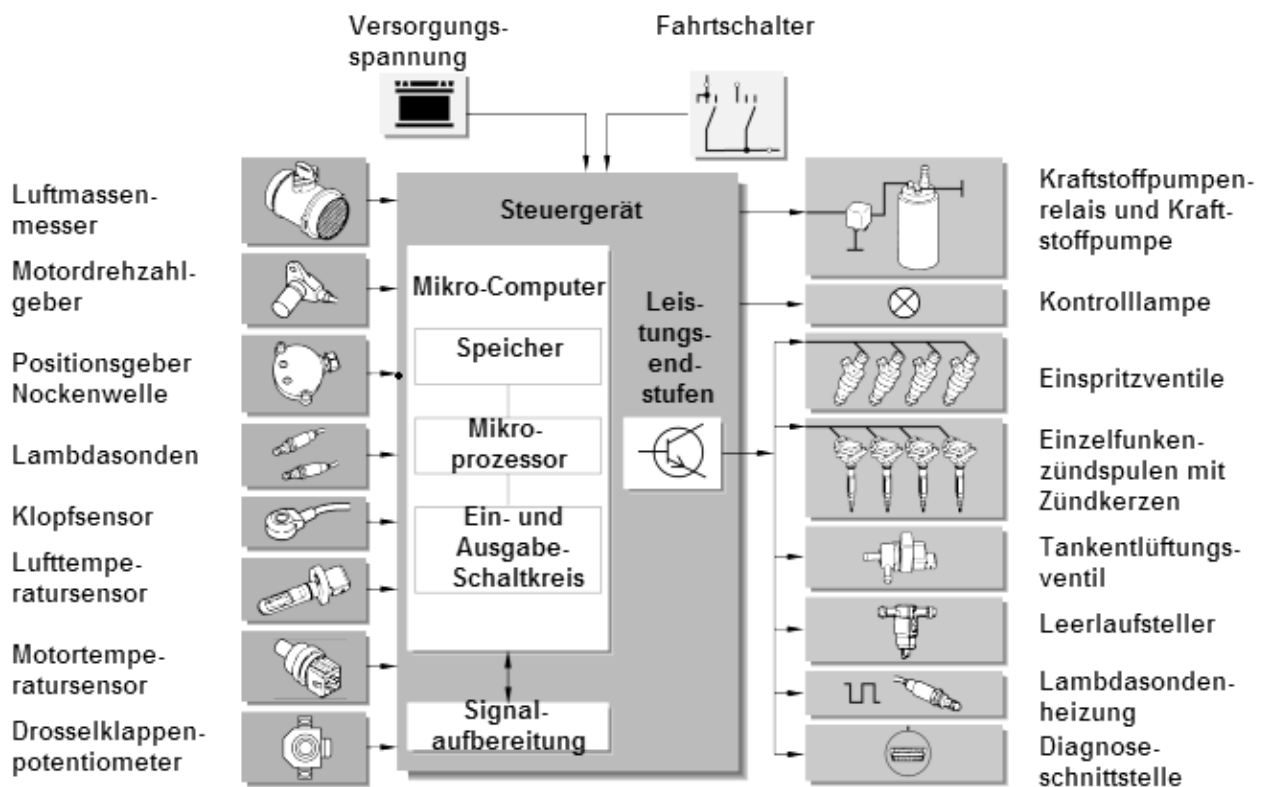 Versorgungs-
spannung
Fahrtschalter
Luftmassen-
messer
Motordrehzahl-
geber
Positionsgeber
Nockenwelle
Lambdasonden
Klopfsensor
Lufttempe-
ratursensor
Motortempe-
ratursensor
Drosselklappen-
potentiometer
Steuergerät
Mikro-Computer
Speicher
Mikro-
prozessor
Ein- und
Ausgabe-
Schaltkreis
Signal-
aufbereitung
Leis-
tungs-
end-
stufen
Kraftstoffpumpen-
relais und Kraft-
stoffpumpe
Kontrolllampe
Einspritzventile
Einzelfunken-
zündspulen mit
Zündkerzen
Tankentlüftungs-
ventil
Leerlaufsteller
Lambdasonden-
heizung
Diagnose-
schnittstelle